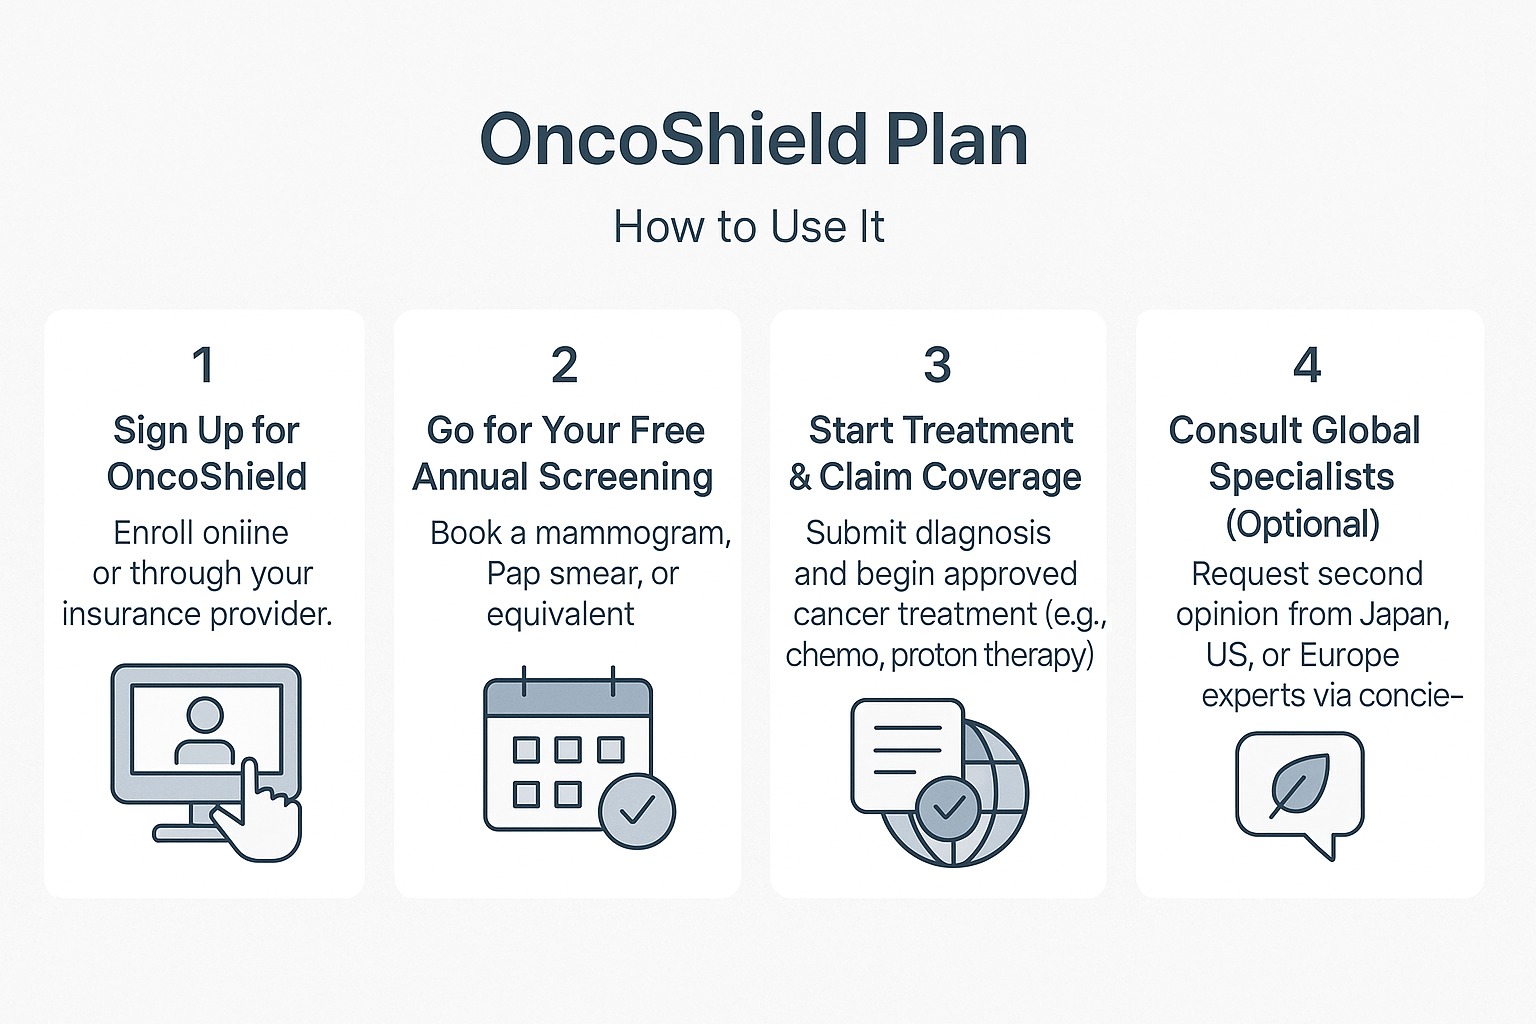 OncoShield Plan
How to Use It
1
Sign Up for
OncoShield
Enroll oniine
or through your
insurance provider.
2
Go for Your Free
Annual Screening
Book a mammogram,
Pap smear, or
equivalent
3
Start Treatment
& Claim Coverage
Submit dlagnosis
and begin approved
cancer treatment (e.g.,
chemo, proton therapy)
4
Consult Global
Specialists
(Optional)
Request second
opinion from Japan,
US, or Europe
experts via concie-